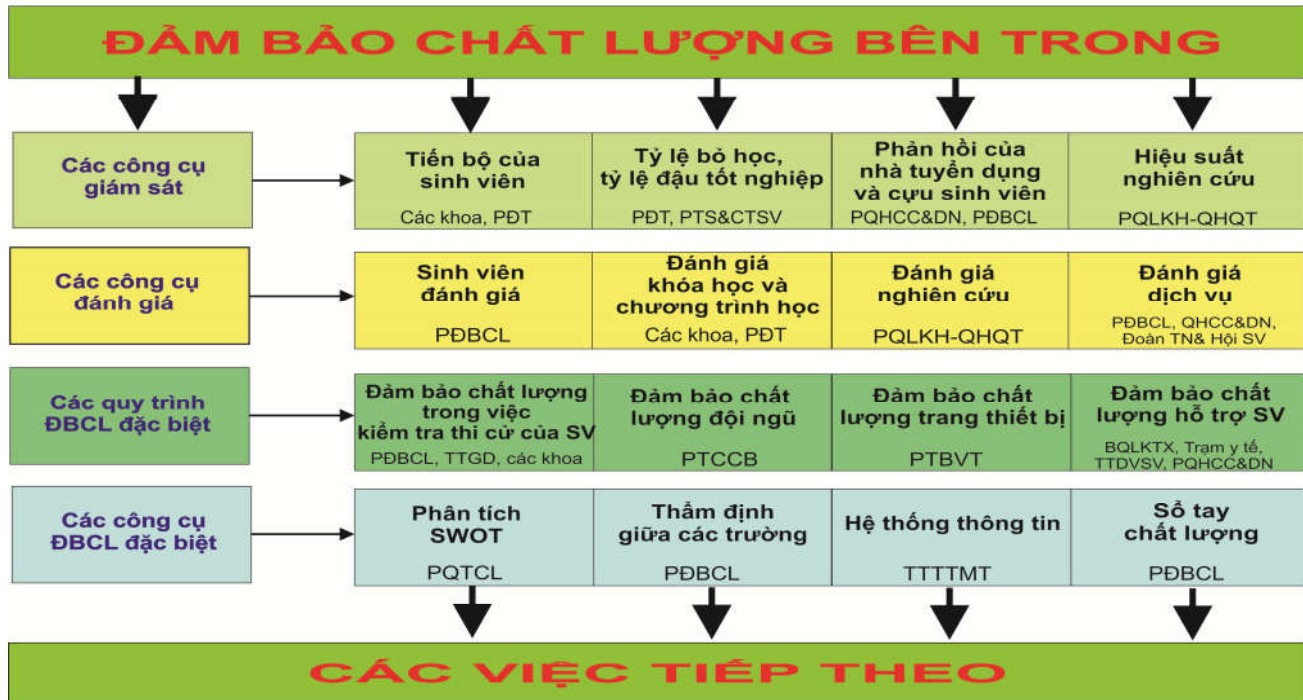 ĐẢM BẢO CHẤT LƯỢNG BÊN TRONG
Các công cụ
giám sát
Tiến bộ của
sinh viên
Các khoa, PĐT
Tỷ lệ bỏ học,
tỷ lệ đậu tốt nghiệp
PĐT, PTS&CTSV
Phản hồi của
nhà tuyển dụng
và cựu sinh viên
PQHCC&DN, PĐBCL
Hiệu suất
nghiên cứu
PQLKH-QHQT
Các công cụ
đánh giá
Sinh viên
đánh giá
PĐBCL
Đánh giá
khóa học và
chương trình học
Các khoa, PĐT
Đánh giá
nghiên cứu
PQLKH-QHQT
Đánh giá
dịch vụ
PĐBCL, QHCC&DN,
Đoàn TN& Hội SV
Các quy trình
ĐBCL đặc biệt
Đảm bảo chất lượng
trong việc
kiểm tra thi cử của SV
PĐBCL, TTGD, các khoa
Đảm bảo chất
lượng đội ngũ
PTCCB
Đảm bảo chất
lượng trang thiết bị
PTBVT
Đảm bảo chất
lượng hỗ trợ SV
BQLKTX, Trạm y tế,
TTDVSV, PQHCC&DN
Các công cụ
ĐBCL đặc biệt
Phân tích
SWOT
PQTCL
Thẩm định
giữa các trường
PĐBCL
Hệ thống thông tin
TTTTMT
Sổ tay
chất lượng
PĐBCL
CÁC VIỆC TIẾP THEO